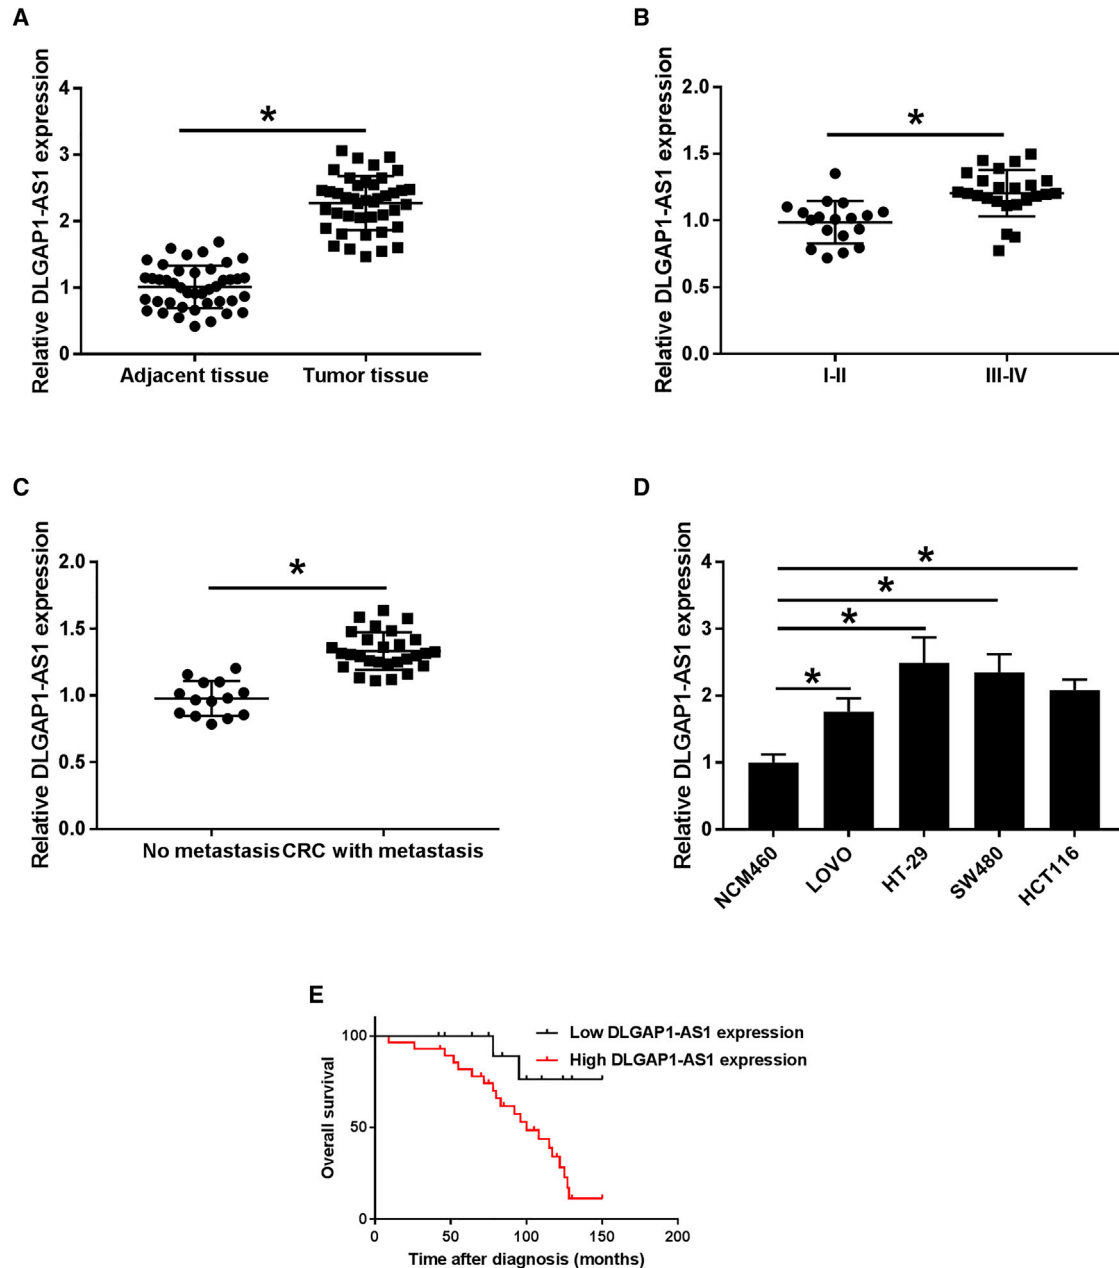 A
Relative DLGAP1-AS1 expression
4
3
2
1
0
*
Adjacent tissue
Tumor tissue
B
Relative DLGAP1-AS1 expression
2.0
1.5
1.0
0.5
0.0
*
I-II
III-IV
C
Relative DLGAP1-AS1 expression
2.0
1.5
1.0
0.5
0.0
*
No metastasis
CRC with metastasis
D
Relative DLGAP1-AS1 expression
4
3
2
1
0
*
*
*
*
NCM460
LOVO
HT-29
SW480
HCT116
E
Overall survival
100
50
0
Low DLGAP1-AS1 expression
High DLGAP1-AS1 expression
0
50
100
150
200
Time after diagnosis (months)